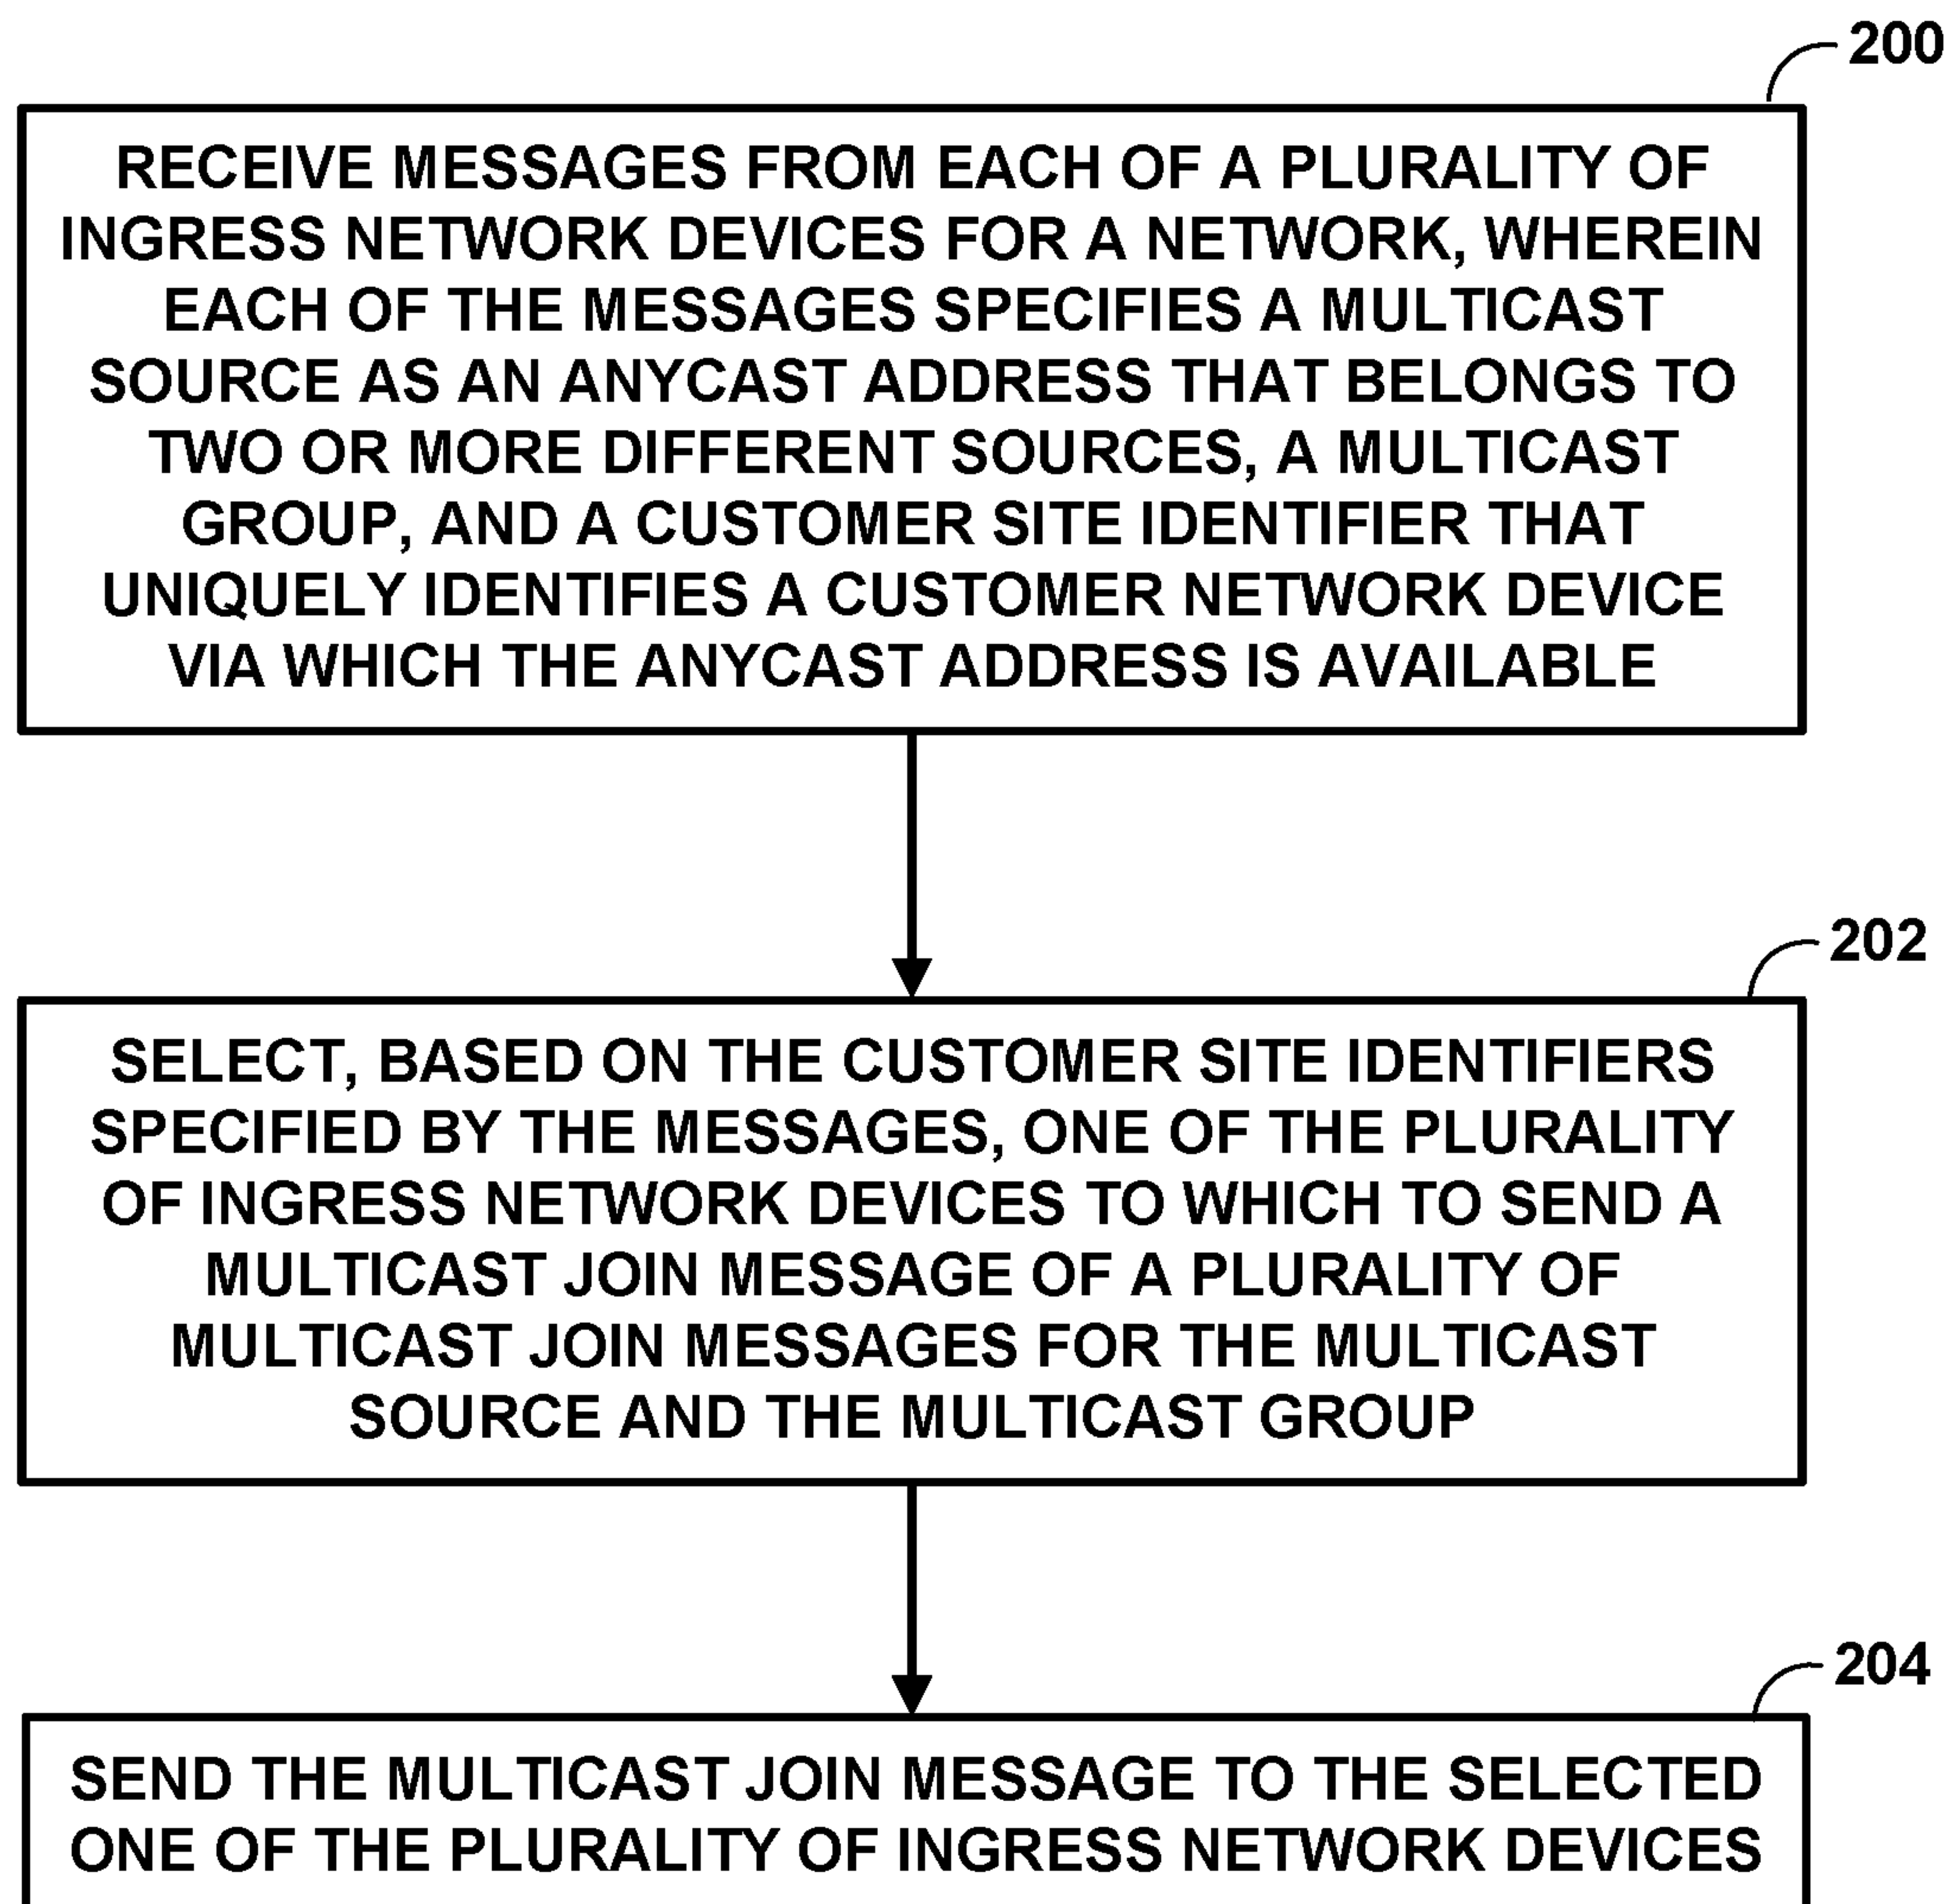 200
RECEIVE MESSAGES FROM EACH OF A PLURALITY OF
INGRESS NETWORK DEVICES FOR A NETWORK, WHEREIN
EACH OF THE MESSAGES SPECIFIES A MULTICAST
SOURCE AS AN ANYCAST ADDRESS THAT BELONGS TO
TWO OR MORE DIFFERENT SOURCES, A MULTICAST
GROUP, AND A CUSTOMER SITE IDENTIFIER THAT
UNIQUELY IDENTIFIES A CUSTOMER NETWORK DEVICE
VIA WHICH THE ANYCAST ADDRESS IS AVAILABLE
202
SELECT, BASED ON THE CUSTOMER SITE IDENTIFIERS
SPECIFIED BY THE MESSAGES, ONE OF THE PLURALITY
OF INGRESS NETWORK DEVICES TO WHICH TO SEND A
MULTICAST JOIN MESSAGE OF A PLURALITY OF
MULTICAST JOIN MESSAGES FOR THE MULTICAST
SOURCE AND THE MULTICAST GROUP
204
SEND THE MULTICAST JOIN MESSAGE TO THE SELECTED
ONE OF THE PLURALITY OF INGRESS NETWORK DEVICES